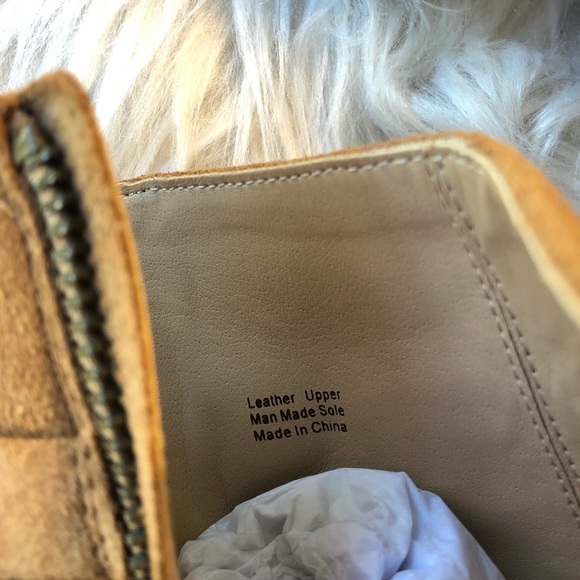 Leather Upper
Man Made Sole
Made In China